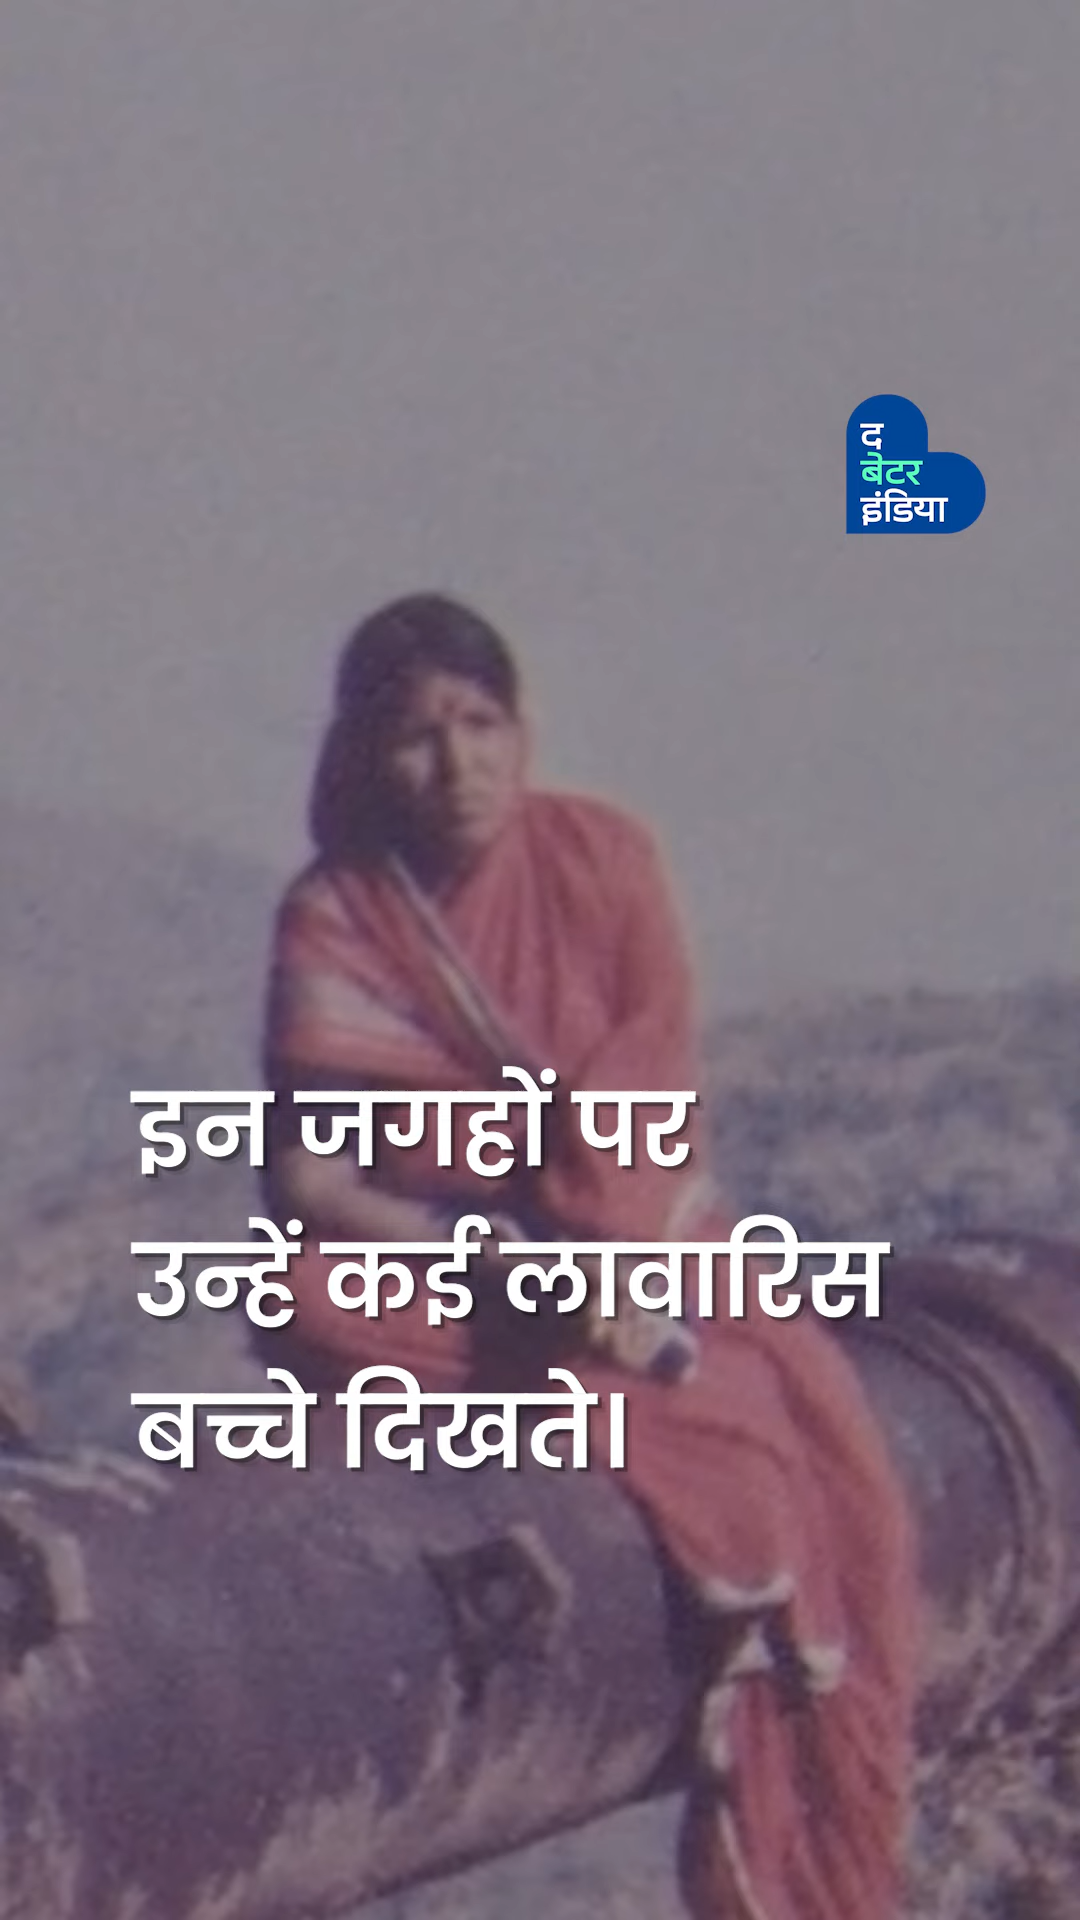 द
बेटर
इंडिया
इन जगहों पर
उन्हें कई लावारिस
बच्चे दिखते।